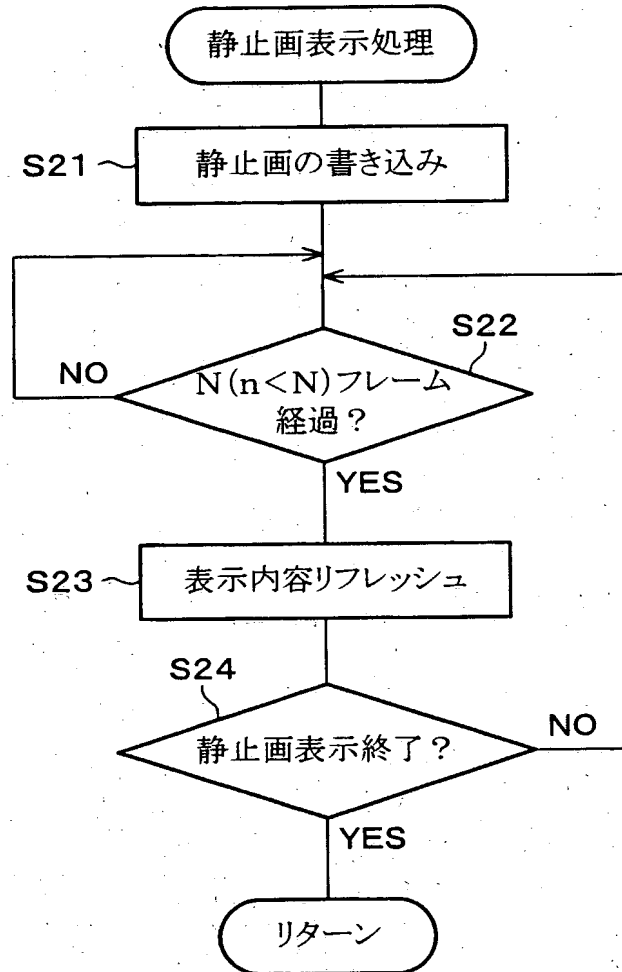 静止画表示処理
S21
静止画の書き込み
S22
NO
N(n<N)フレーム
経過?
YES
S23
表示内容リフレッシュ
S24
静止画表示終了?
NO
YES
リターン